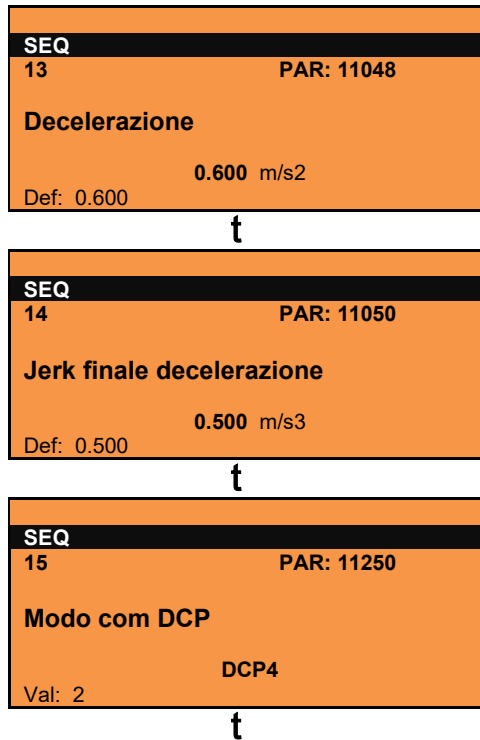 SEQ
13 PAR: 11048
Decelerazione
0.600 m/s2
Def: 0.600
t
SEQ
14 PAR: 11050
Jerk finale decelerazione
0.500 m/s3
Def: 0.500
t
SEQ
15 PAR: 11250
Modo com DCP
DCP4
Val: 2
t